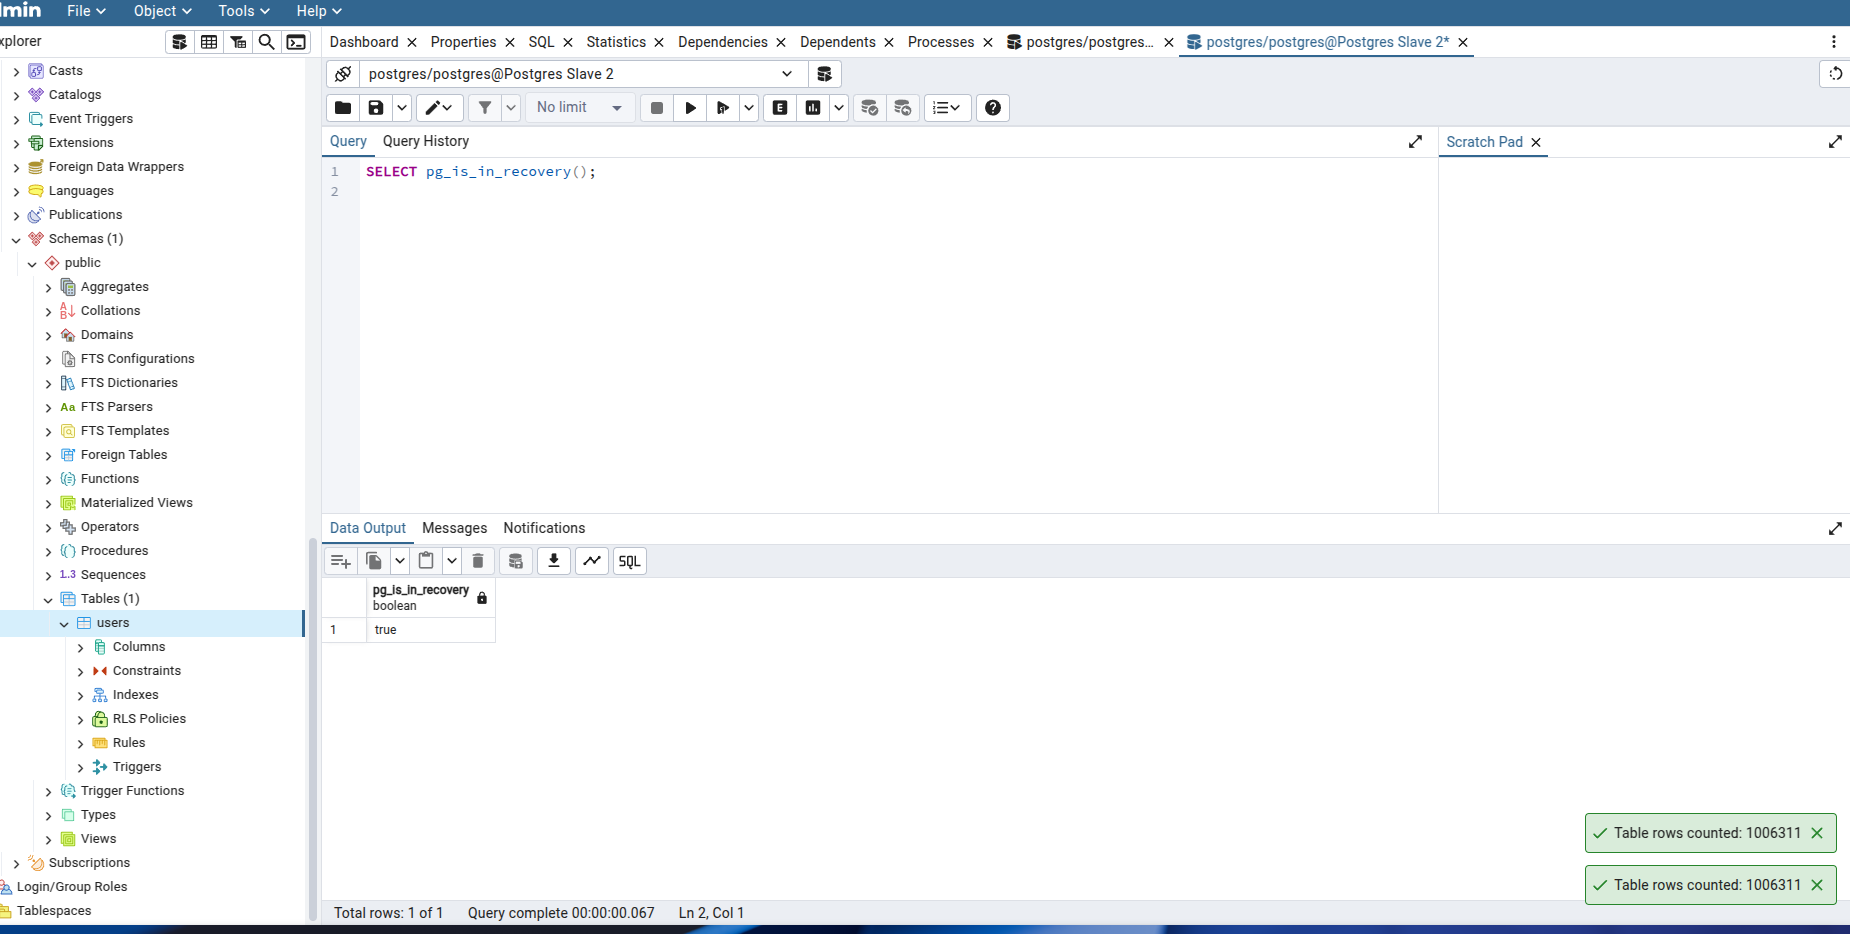 dmin File Object Tools Help
xplorer
Dashboard Properties SQL Statistics Dependencies Dependents Processes postgres/postgres... postgres/postgres@Postgres Slave 2*
postgres/postgres@Postgres Slave 2
No limit
E
Query Query History
Scratch Pad
1 SELECT pg_is_in_recovery();
2
Casts
Catalogs
Event Triggers
Extensions
Foreign Data Wrappers
Languages
Publications
Schemas (1)
public
Aggregates
Collations
Domains
FTS Configurations
FTS Dictionaries
Aa FTS Parsers
FTS Templates
Foreign Tables
Functions
Materialized Views
Operators
Procedures
1..3 Sequences
Tables (1)
users
Columns
Constraints
Indexes
RLS Policies
Rules
Triggers
Trigger Functions
Types
Views
Subscriptions
Login/Group Roles
Tablespaces
Data Output Messages Notifications
SQL
pg_is_in_recovery
boolean
1 true
Table rows counted: 1006311
Table rows counted: 1006311
Total rows: 1 of 1 Query complete 00:00:00.067 Ln 2, Col 1